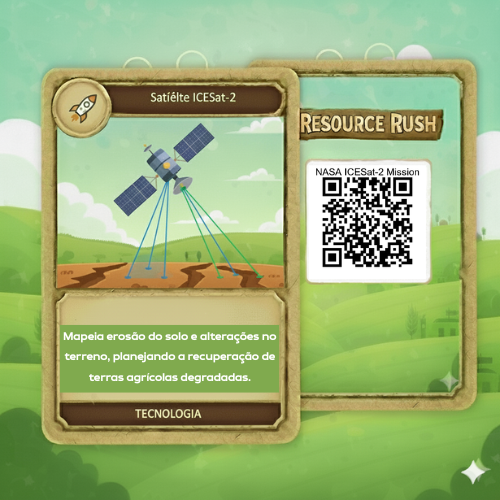 Satíélte ICESat-2
RESOURCE RUSH
NASA ICESat-2 Mission
Mapeia erosão do solo e alterações no
terreno, planejando a recuperação de
terras agrícolas degradadas.
TECNOLOGIA